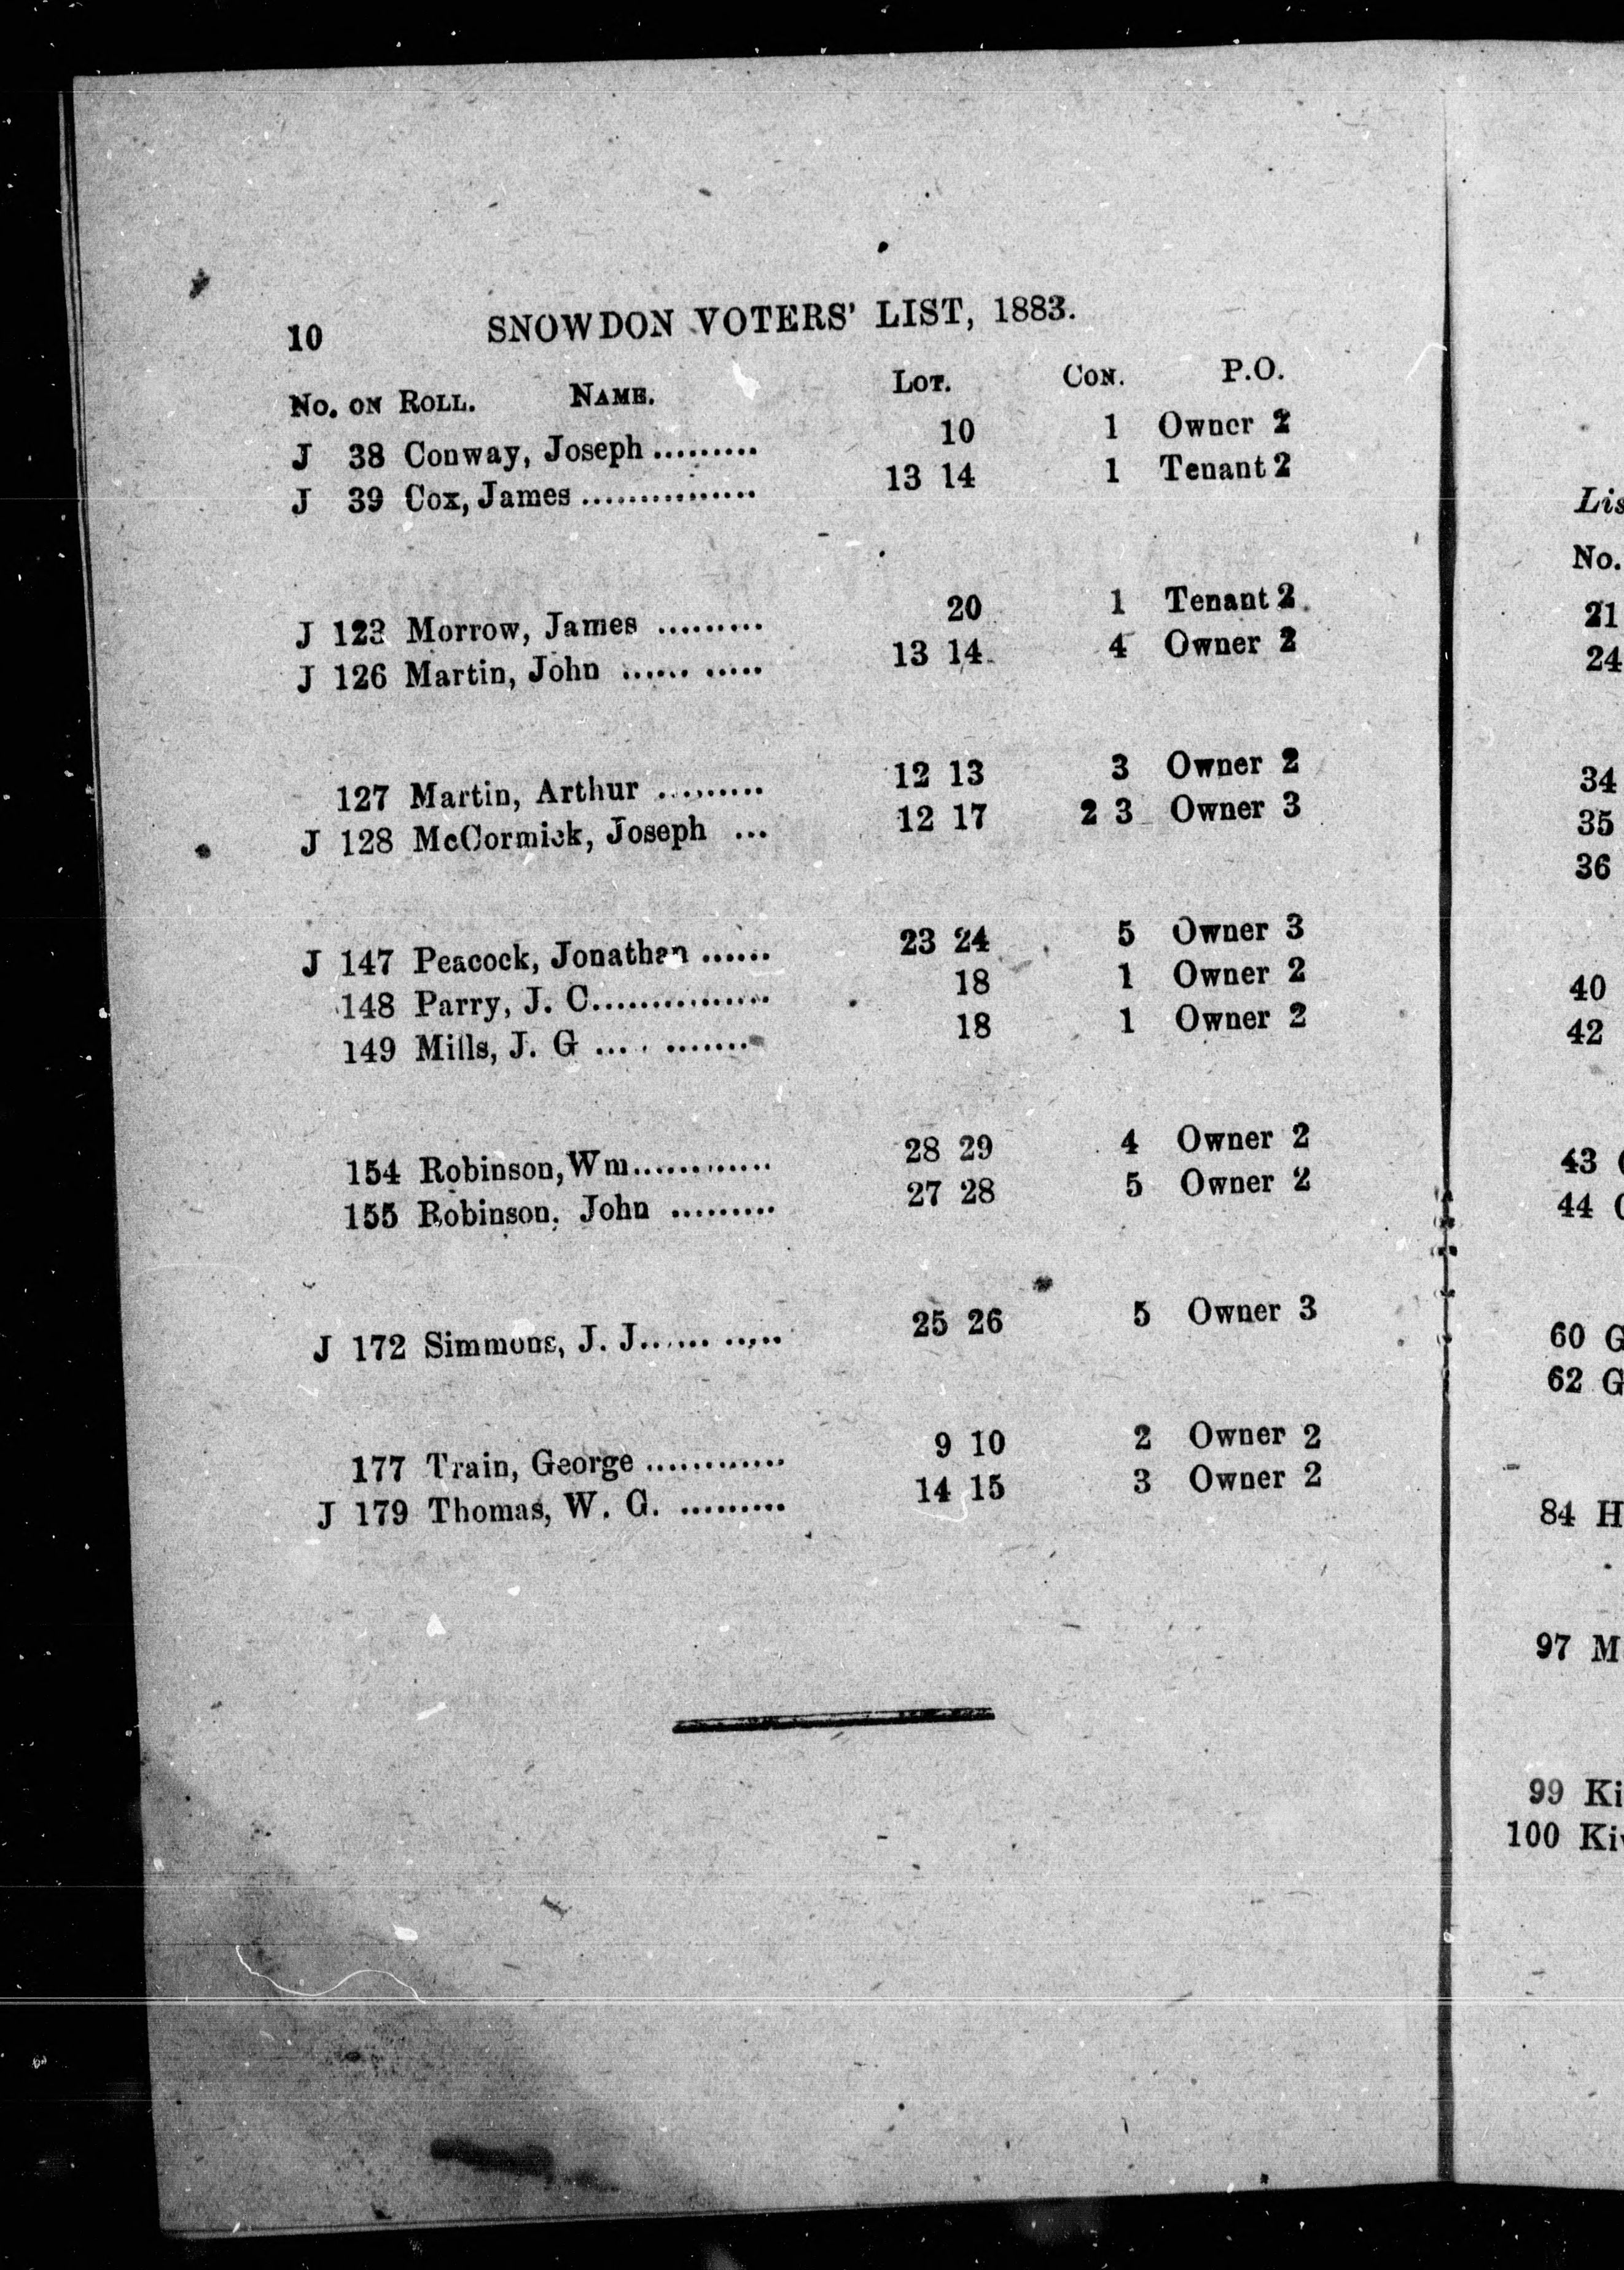 10 SNOWDON VOTERS' LIST, 1883.
No. on Roll. Name. Lot. Con. P.O.
J 38 Conway, Joseph ......... 10 1 Owner 2
J 39 Cox, James ............... 13 14 1 Tenant 2
J 123 Morrow, James ......... 20 1 Tenant 2
J 126 Martin, John ...... ..... 13 14 4 Owner 2
127 Martin, Arthur ......... 12 13 3 Owner 2
J 128 McCormick, Joseph ... 12 17 2 3 Owner 3
J 147 Peacock, Jonathan ...... 23 24 5 Owner 3
148 Parry, J. C............... 18 1 Owner 2
149 Mills, J. G .... ........ 18 1 Owner 2
154 Robinson, Wm............ 28 29 4 Owner 2
155 Robinson, John ......... 27 28 5 Owner 2
J 172 Simmons, J. J...... ..... 25 26 5 Owner 3
177 Train, George ............ 9 10 2 Owner 2
J 179 Thomas, W. G. ......... 14 15 3 Owner 2
Lis
No.
21
24
34
35
36
40
42
43
44
60 G
62 G
84 H
97 M
99 Ki
100 Ki